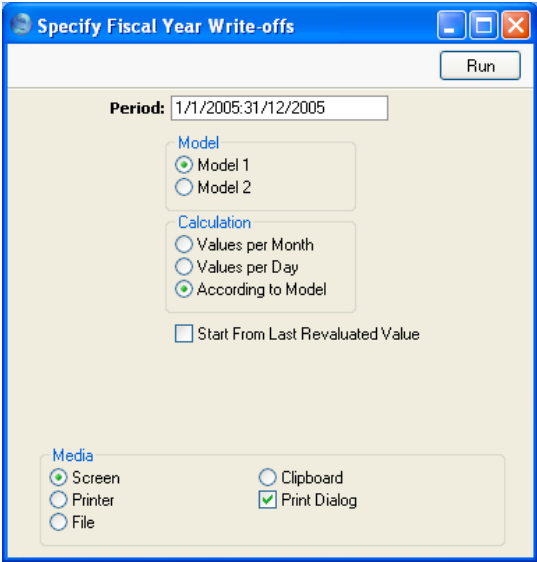 Specify Fiscal Year Write-offs
Run
Period: 1/1/2005:31/12/2005
Model
Model 1
Model 2
Calculation
Values per Month
Values per Day
According to Model
Start From Last Revaluated Value
Media
Screen
Clipboard
Printer
Print Dialog
File